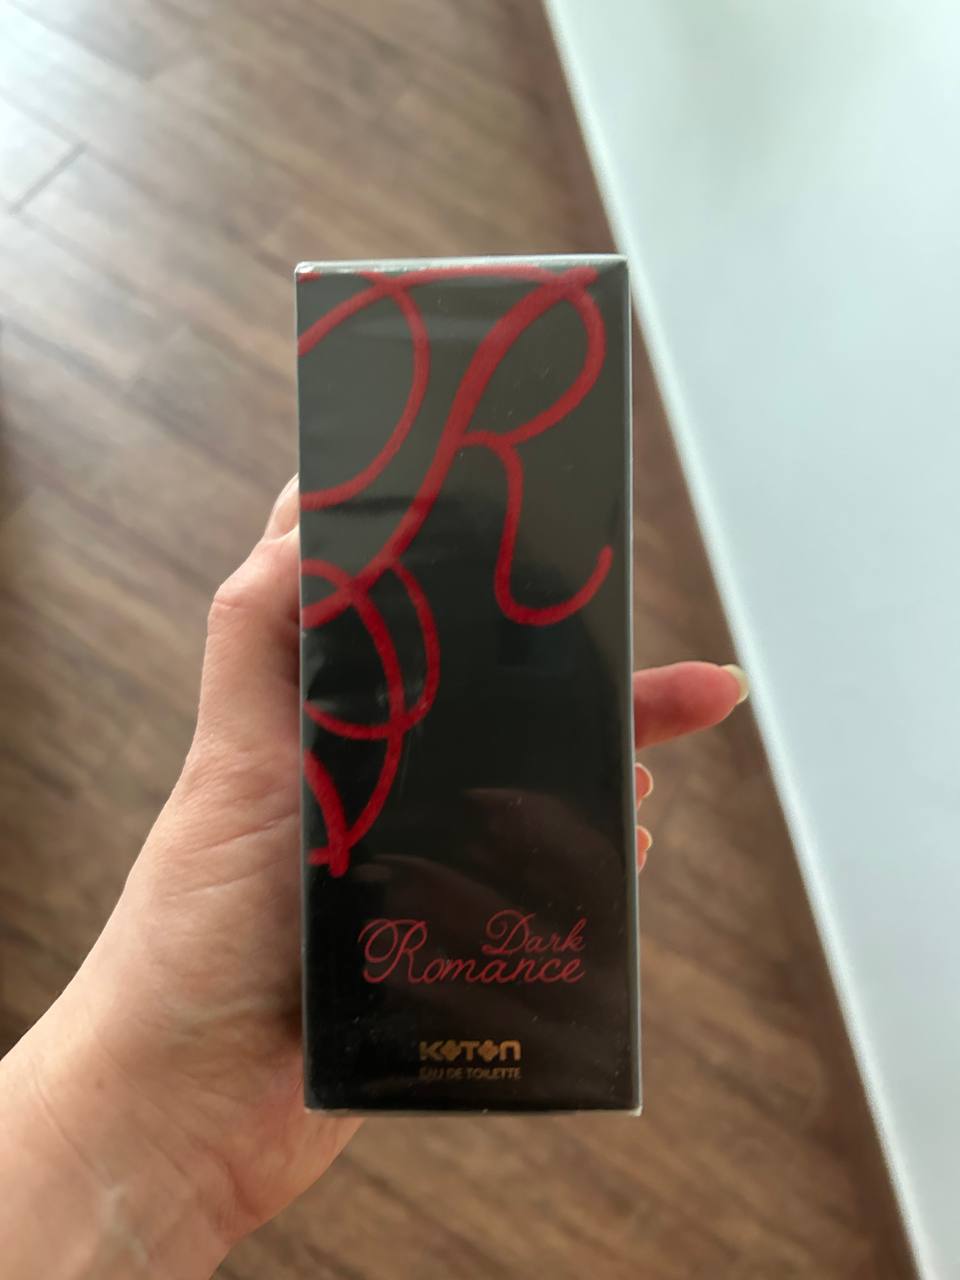 R
Dark
Romance
KOTON
EAU DE TOILETTE